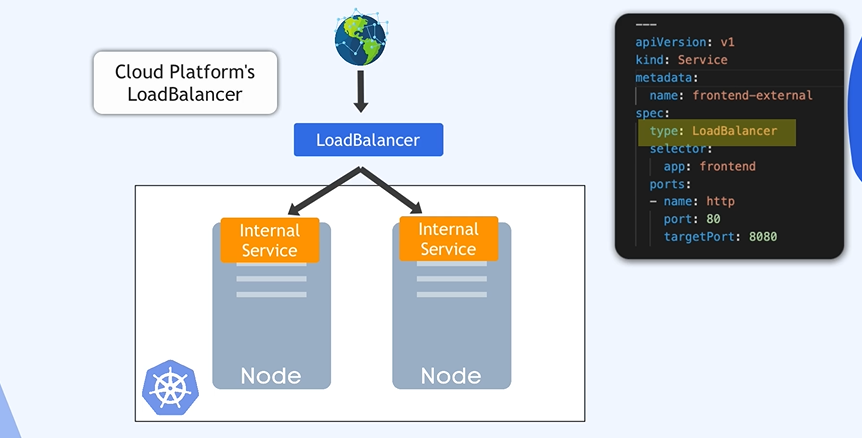 Cloud Platform's
LoadBalancer
LoadBalancer
Internal
Service
Internal
Service
Node
Node
---
apiVersion: v1
kind: Service
metadata:
  name: frontend-external
spec:
  type: LoadBalancer
  selector:
    app: frontend
  ports:
  - name: http
    port: 80
    targetPort: 8080